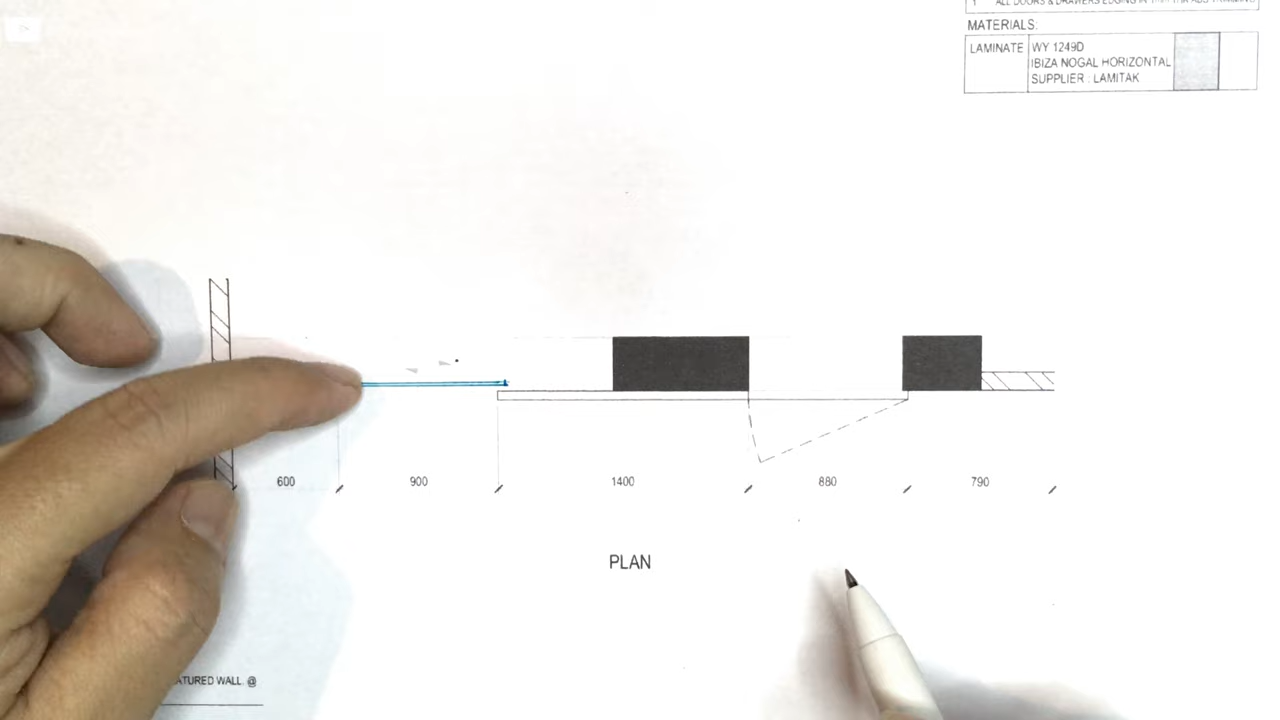 MATERIALS:
LAMINATE WY 1249D
IBIZA NOGAL HORIZONTAL
SUPPLIER : LAMITAK
600 900 1400 880 790
PLAN
ATURED WALL. @